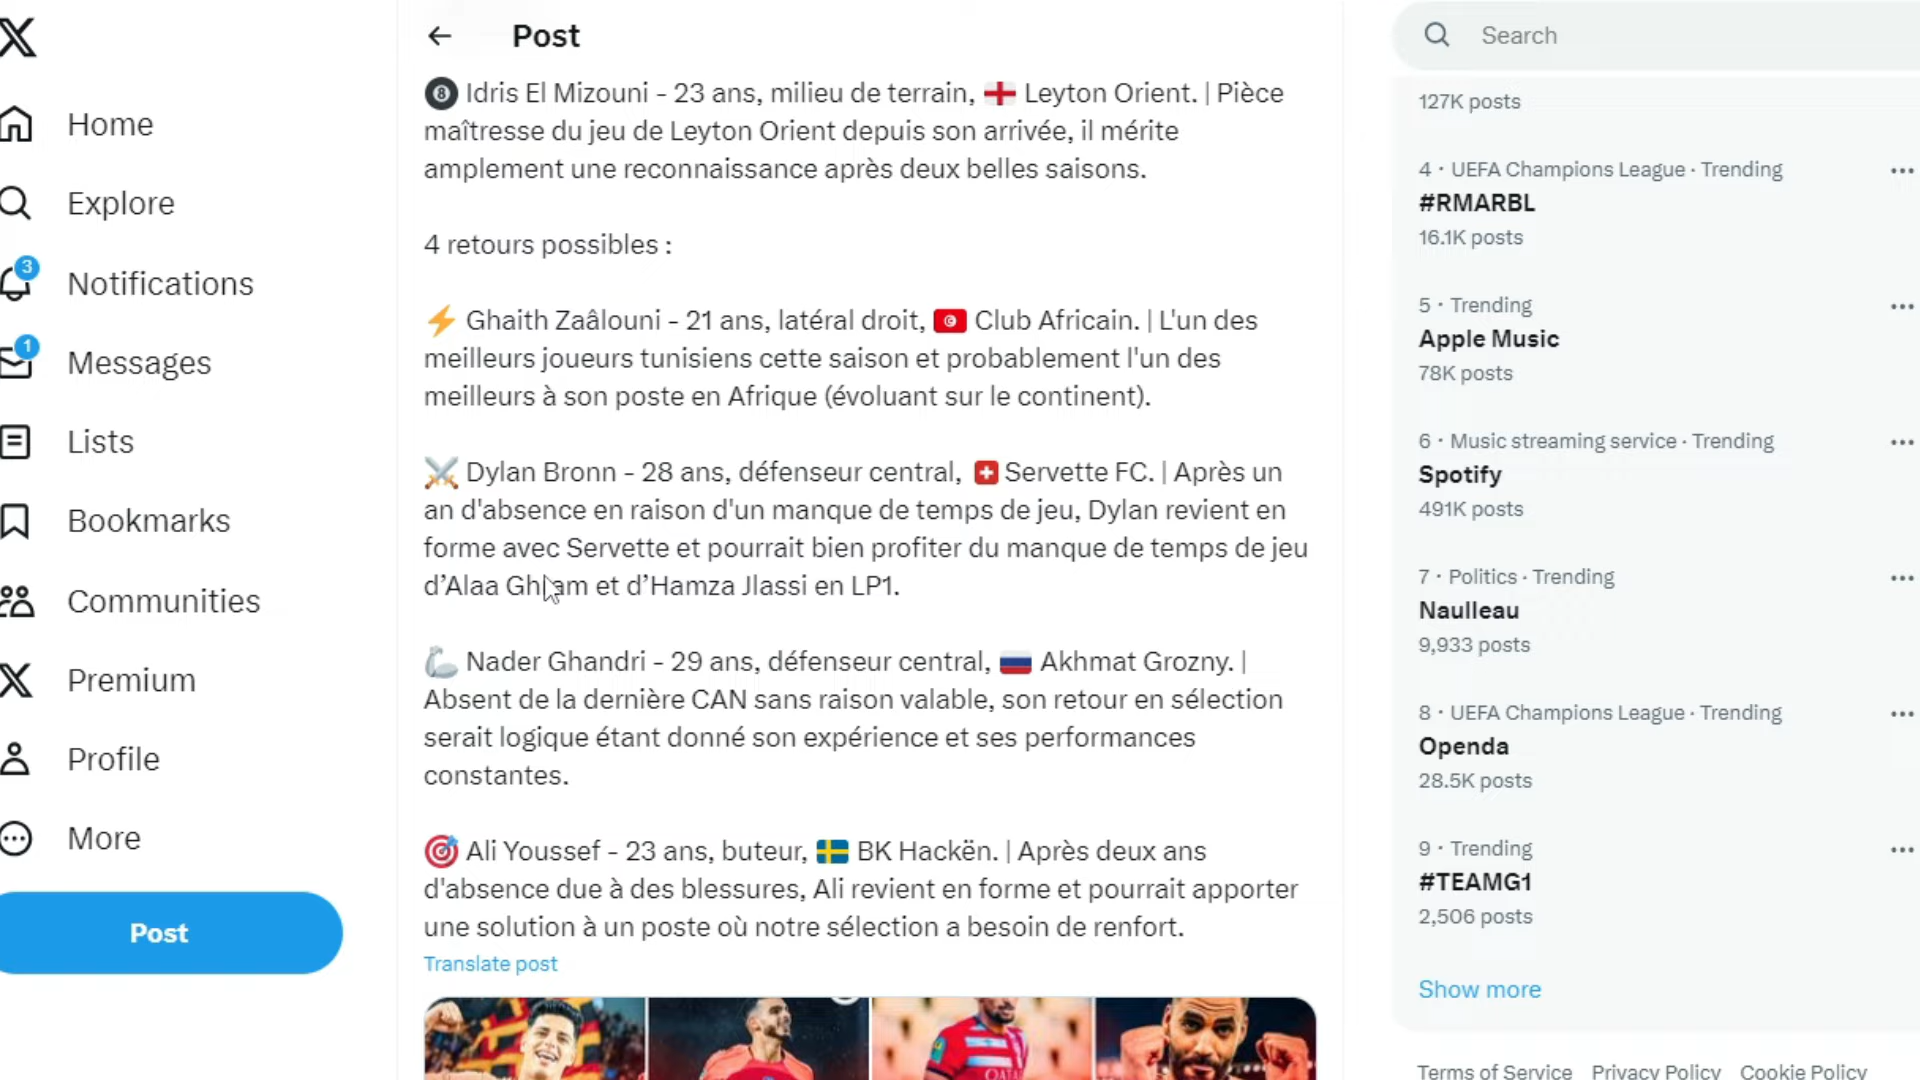 Home
Explore
3
Notifications
1
Messages
Lists
Bookmarks
Communities
Premium
Profile
More
Post
Post
8 Idris El Mizouni - 23 ans, milieu de terrain, Leyton Orient. | Pièce
maîtresse du jeu de Leyton Orient depuis son arrivée, il mérite
amplement une reconnaissance après deux belles saisons.
4 retours possibles :
Ghaith Zaâlouni - 21 ans, latéral droit, Club Africain. | L'un des
meilleurs joueurs tunisiens cette saison et probablement l'un des
meilleurs à son poste en Afrique (évoluant sur le continent).
Dylan Bronn - 28 ans, défenseur central, Servette FC. | Après un
an d'absence en raison d'un manque de temps de jeu, Dylan revient en
forme avec Servette et pourrait bien profiter du manque de temps de jeu
d’Alaa Ghram et d’Hamza Jlassi en LP1.
Nader Ghandri - 29 ans, défenseur central, Akhmat Grozny. |
Absent de la dernière CAN sans raison valable, son retour en sélection
serait logique étant donné son expérience et ses performances
constantes.
Ali Youssef - 23 ans, buteur, BK Hackën. | Après deux ans
d'absence due à des blessures, Ali revient en forme et pourrait apporter
une solution à un poste où notre sélection a besoin de renfort.
Translate post
Search
127K posts
4 · UEFA Champions League · Trending
#RMARBL
16.1K posts
5 · Trending
Apple Music
78K posts
6 · Music streaming service · Trending
Spotify
491K posts
7 · Politics · Trending
Naulleau
9,933 posts
8 · UEFA Champions League · Trending
Openda
28.5K posts
9 · Trending
#TEAMG1
2,506 posts
Show more
Terms of Service Privacy Policy Cookie Policy